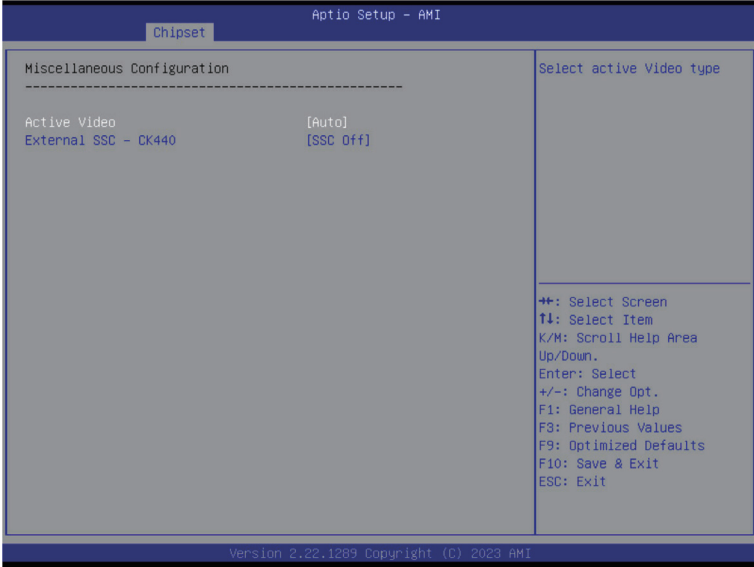 Aptio Setup – AMI
Chipset
Miscellaneous Configuration
--------------------------------------------------
Active Video [Auto]
External SSC – CK440 [SSC Off]
Select active Video type
→←: Select Screen
↑↓: Select Item
K/M: Scroll Help Area
Up/Down.
Enter: Select
+/-: Change Opt.
F1: General Help
F3: Previous Values
F9: Optimized Defaults
F10: Save & Exit
ESC: Exit
Version 2.22.1289 Copyright (C) 2023 AMI